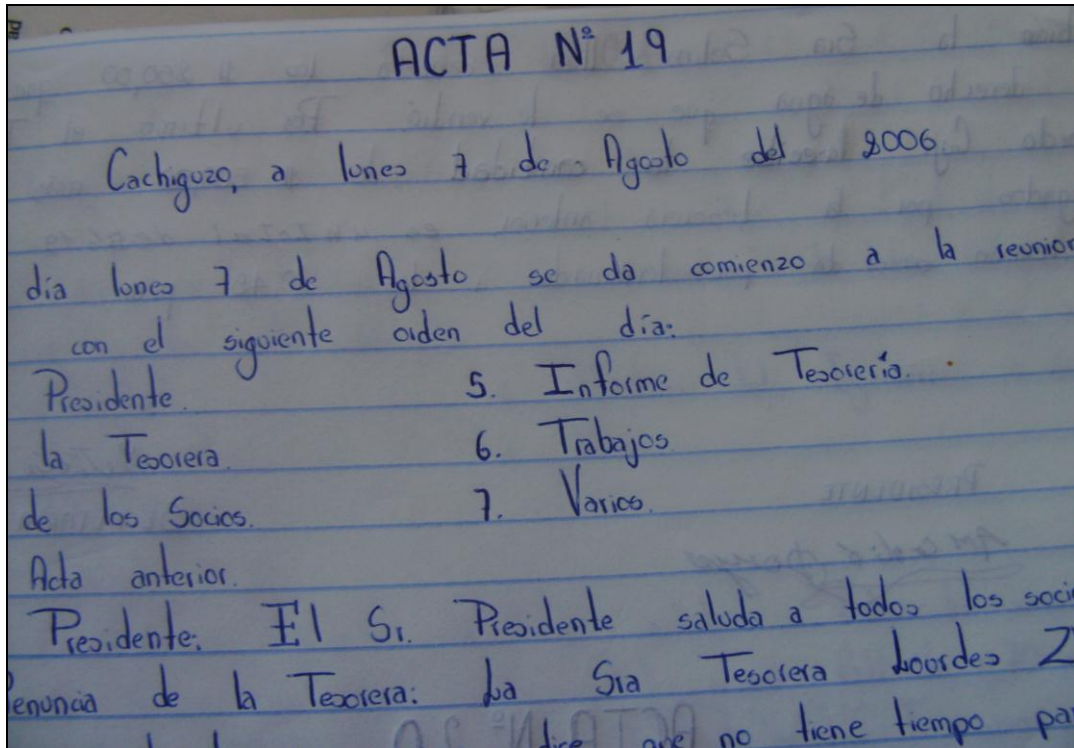 ACTA Nº 19
Cachiguzo, a lunes 7 de Agosto del 2006
día lunes 7 de Agosto se da comienzo a la reunion
con el siguiente orden del día:
Presidente. 5. Informe de Tesorería.
la Tesorera. 6. Trabajos.
de los Socios. 7. Varios.
Acta anterior.
Presidente: El Sr. Presidente saluda a todos los socio
Renuncia de la Tesorera: La Sra Tesorera Lourdes Z
dice que no tiene tiempo par